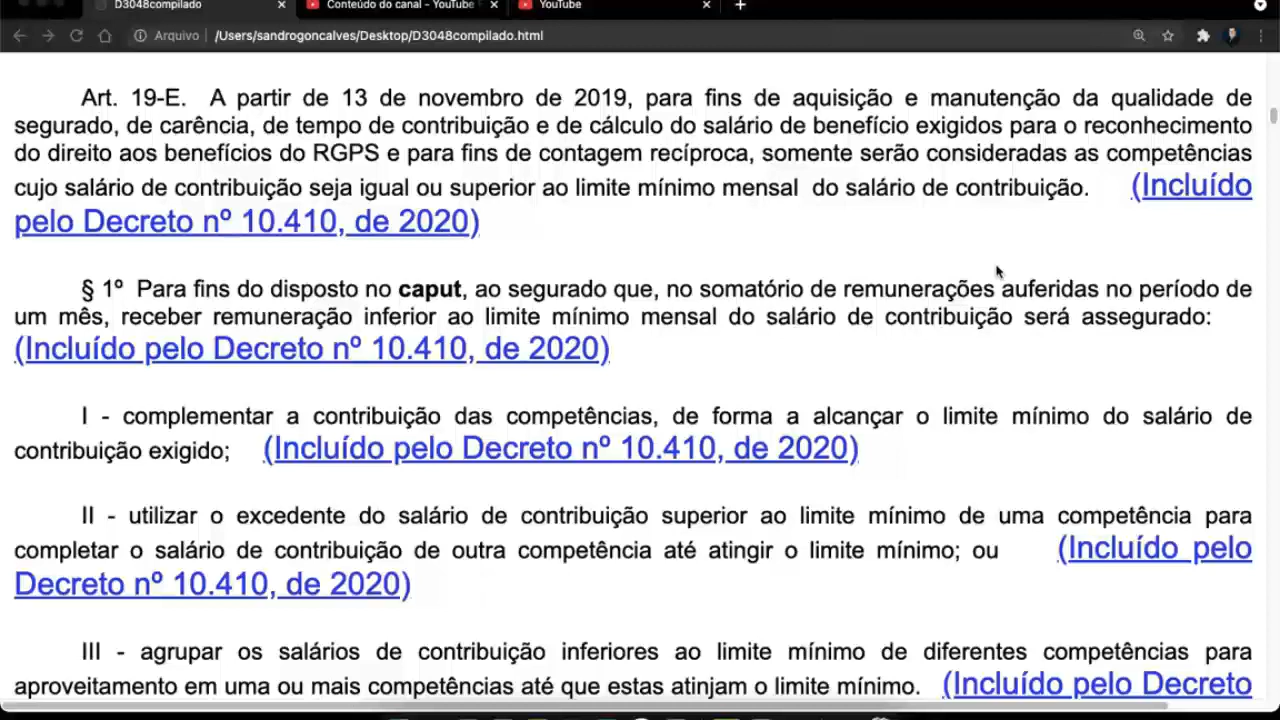 D3048compilado
Conteúdo do canal - YouTube
YouTube
Arquivo /Users/sandrogoncalves/Desktop/D3048compilado.html
Art. 19-E. A partir de 13 de novembro de 2019, para fins de aquisição e manutenção da qualidade de
segurado, de carência, de tempo de contribuição e de cálculo do salário de benefício exigidos para o reconhecimento
do direito aos benefícios do RGPS e para fins de contagem recíproca, somente serão consideradas as competências
cujo salário de contribuição seja igual ou superior ao limite mínimo mensal do salário de contribuição. (Incluído
pelo Decreto nº 10.410, de 2020)
§ 1º Para fins do disposto no caput, ao segurado que, no somatório de remunerações auferidas no período de
um mês, receber remuneração inferior ao limite mínimo mensal do salário de contribuição será assegurado:
(Incluído pelo Decreto nº 10.410, de 2020)
I - complementar a contribuição das competências, de forma a alcançar o limite mínimo do salário de
contribuição exigido; (Incluído pelo Decreto nº 10.410, de 2020)
II - utilizar o excedente do salário de contribuição superior ao limite mínimo de uma competência para
completar o salário de contribuição de outra competência até atingir o limite mínimo; ou (Incluído pelo
Decreto nº 10.410, de 2020)
III - agrupar os salários de contribuição inferiores ao limite mínimo de diferentes competências para
aproveitamento em uma ou mais competências até que estas atinjam o limite mínimo. (Incluído pelo Decreto